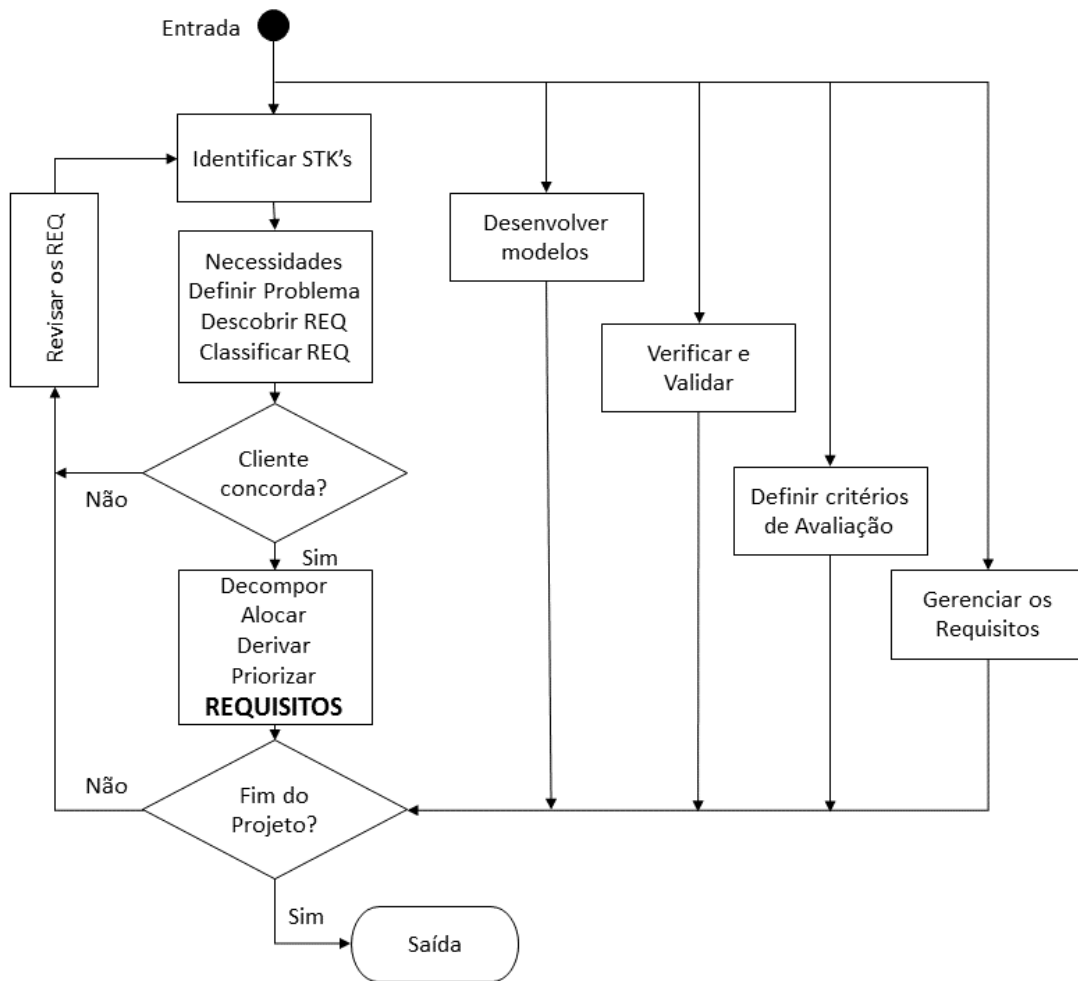 Entrada
Identificar STK's
Revisar os REQ
Necessidades
Definir Problema
Descobrir REQ
Classificar REQ
Cliente
concorda?
Não
Sim
Decompor
Alocar
Derivar
Priorizar
REQUISITOS
Não
Fim do
Projeto?
Sim
Saída
Desenvolver
modelos
Verificar e
Validar
Definir critérios
de Avaliação
Gerenciar os
Requisitos